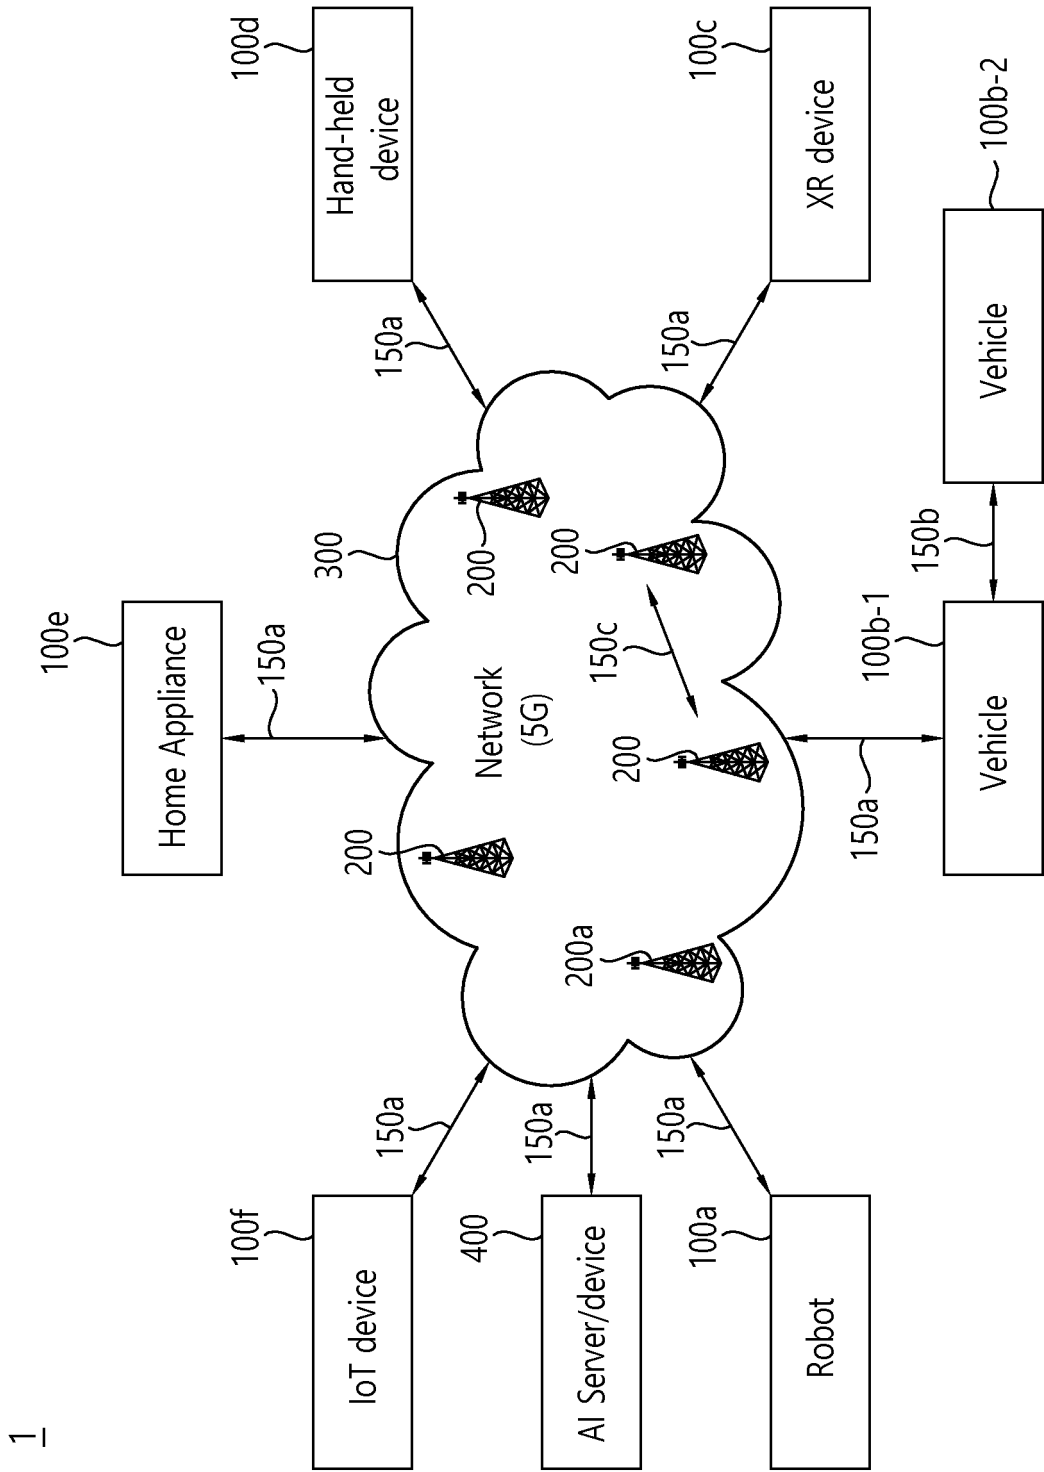 1
100e
Home Appliance
150a
100f
IoT device
150a
300
150a
100d
Hand-held
device
200
200
Network
(5G)
400
AI Server/device
150a
200a
200
150c
200
100a
Robot
150a
150a
100c
XR device
150a
100b-1
Vehicle
150b
100b-2
Vehicle